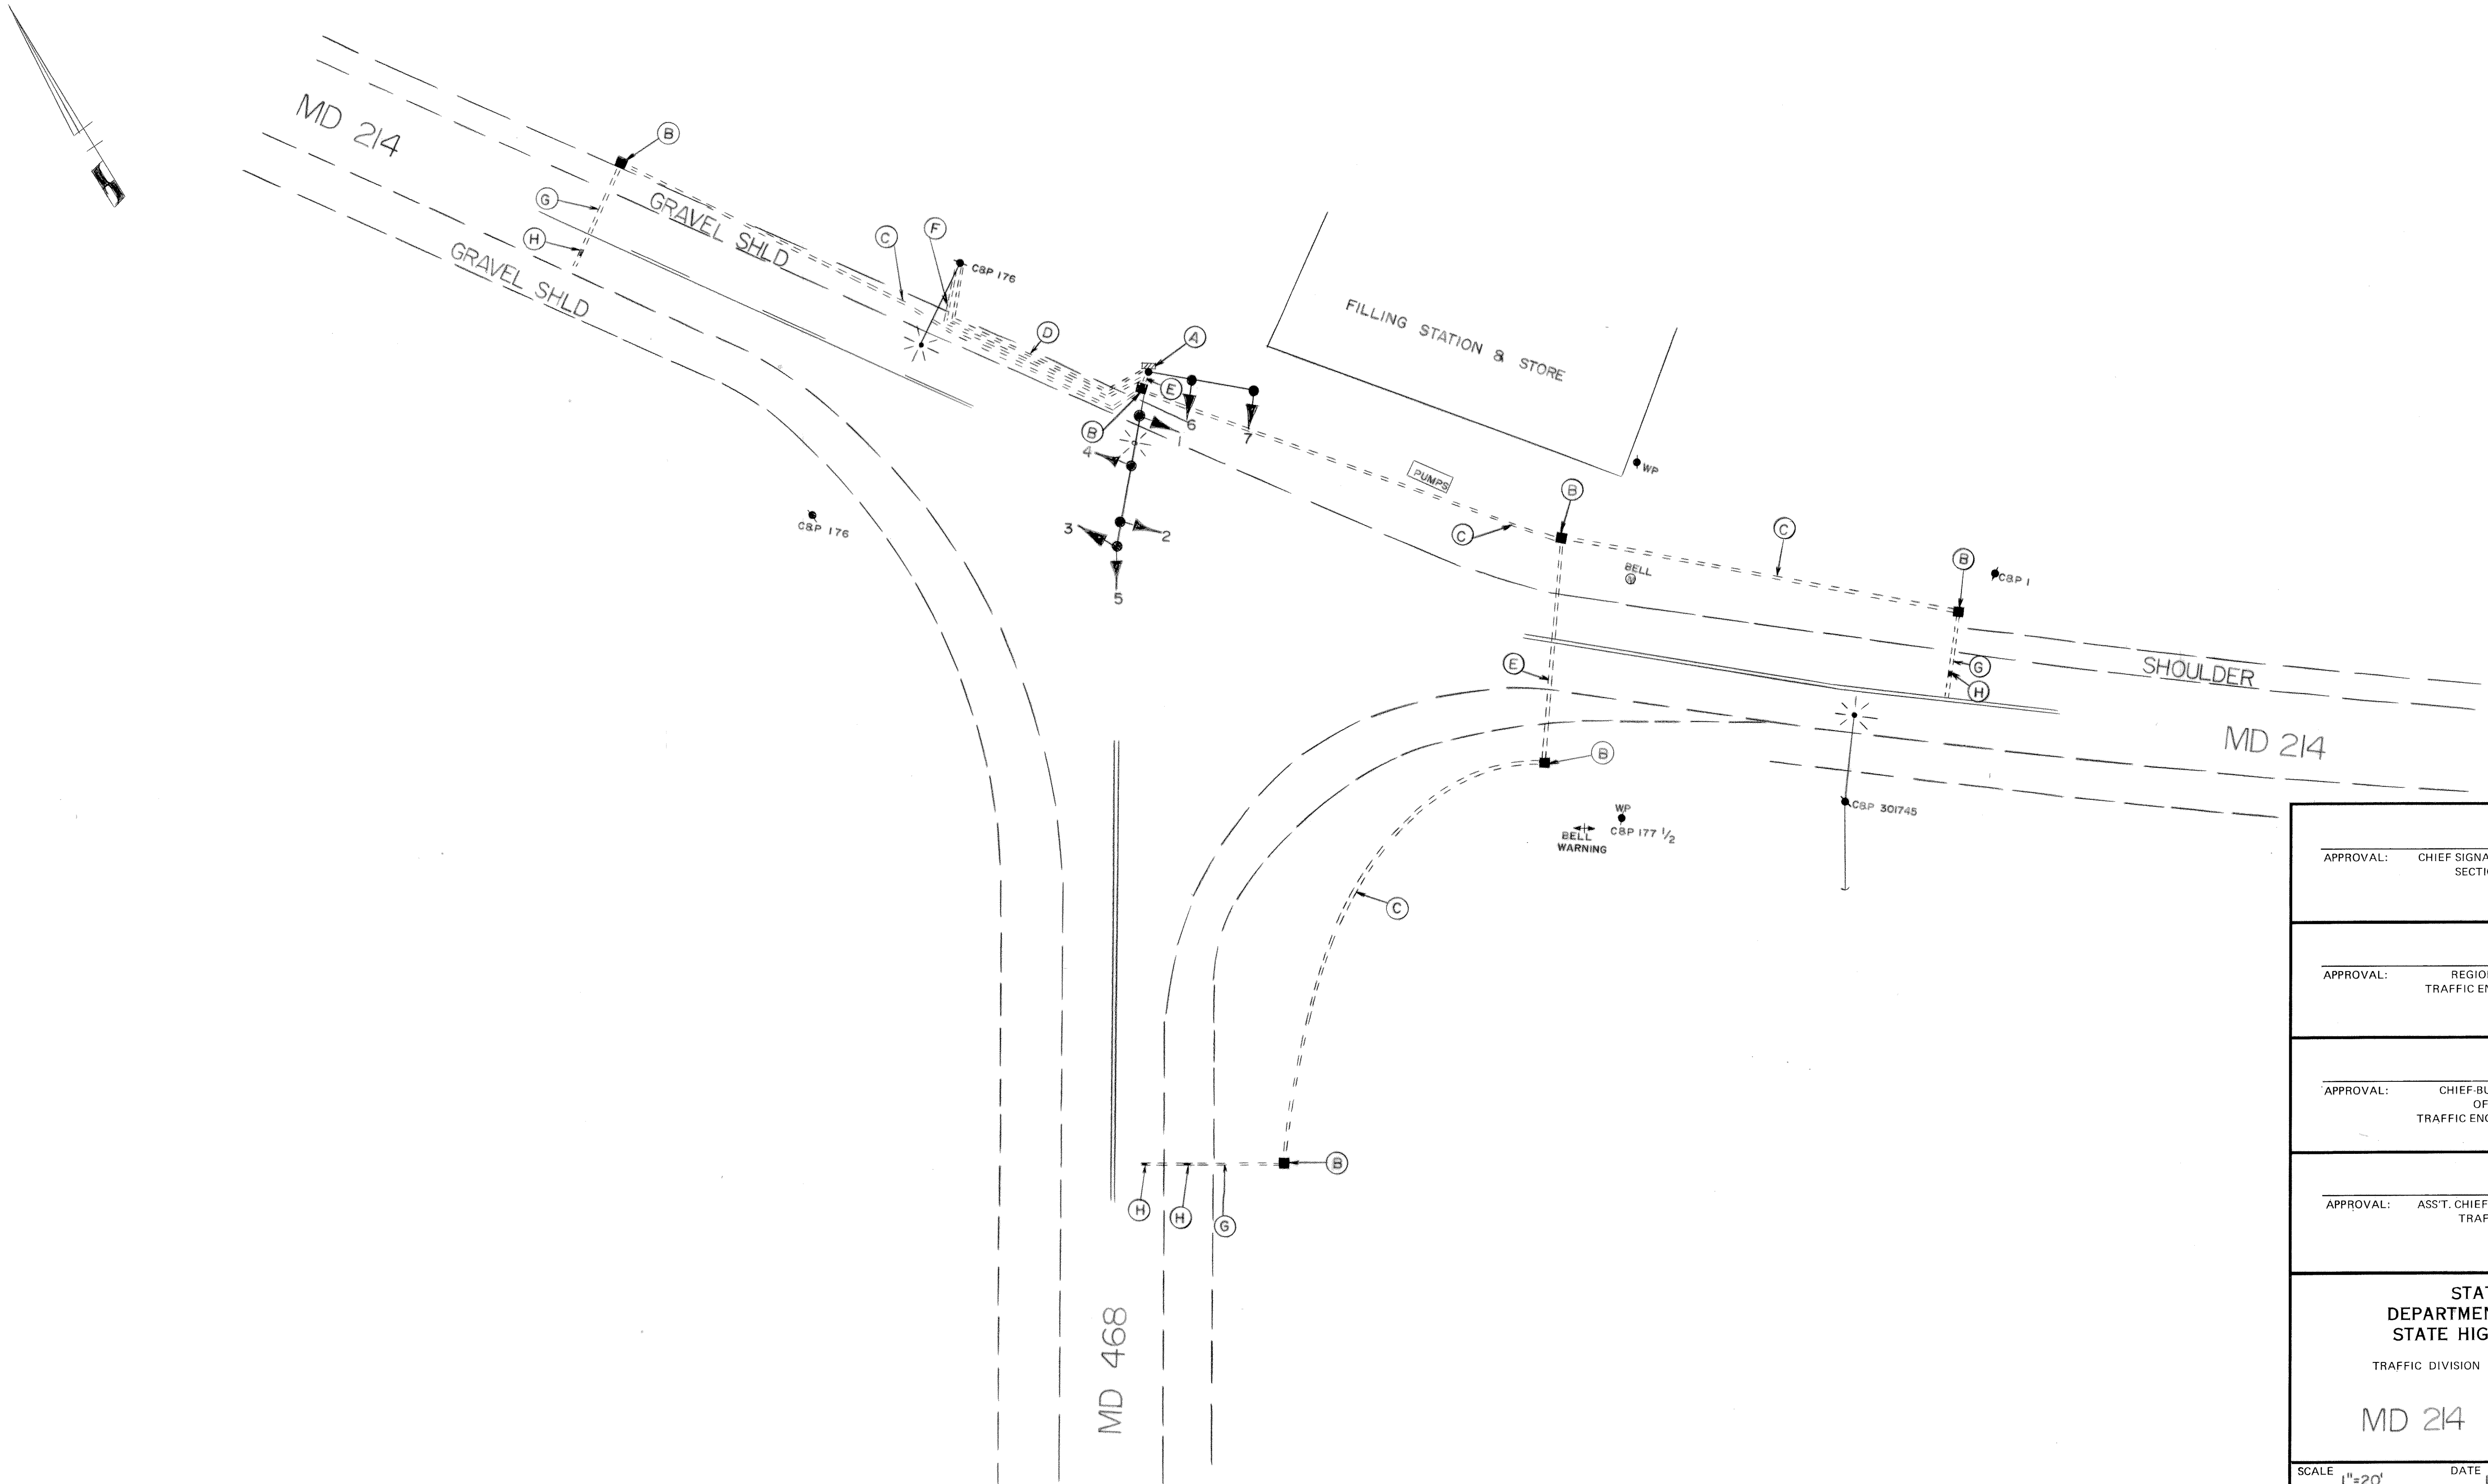 MD 214
B
G
GRAVEL SHLD
H
C
F
C&P 176
GRAVEL SHLD
D
A
E
B
6
7
1
4
3
2
5
C&P 176
FILLING STATION & STORE
PUMPS
WP
B
C
C
BELL
M
B
C&P 1
G
H
SHOULDER
E
MD 214
B
WP
C&P 177 1/2
BELL
WARNING
C&P 301745
C
B
H
H
G
MD 468
APPROVAL: CHIEF SIGNA
SECTI
APPROVAL: REGIO
TRAFFIC EN
APPROVAL: CHIEF-BU
OF
TRAFFIC ENG
APPROVAL: ASS'T. CHIEF
TRAF
STAT
DEPARTMEN
STATE HIG
TRAFFIC DIVISION
MD 214
SCALE 1"=20' DATE